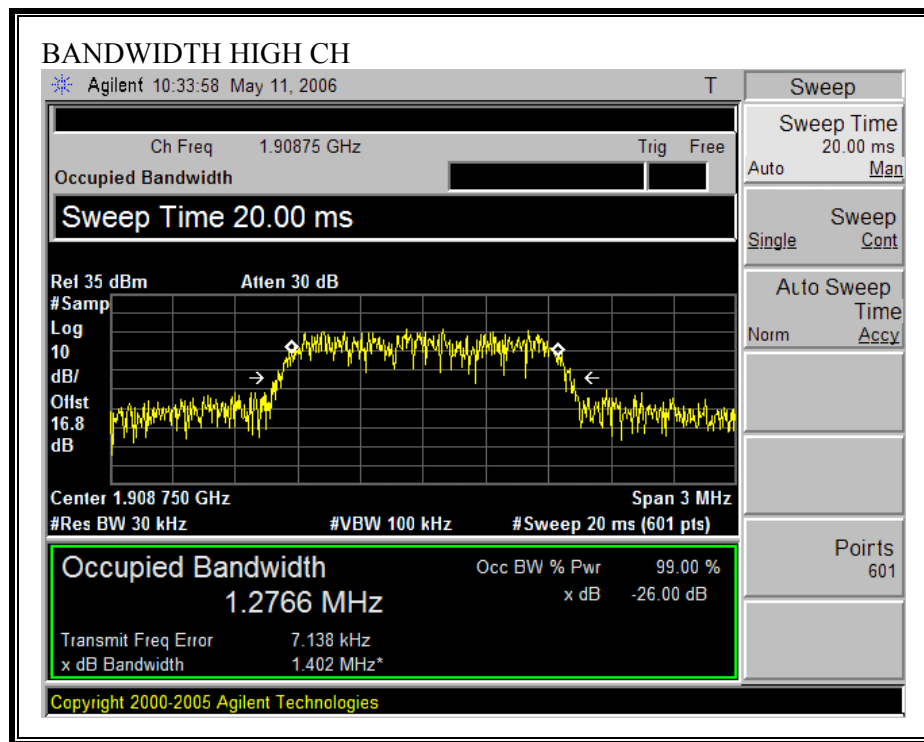 BANDWIDTH HIGH CH
Agilent 10:33:58 May 11, 2006 T
Sweep
Ch Freq 1.90875 GHz Trig Free
Occupied Bandwidth
Sweep Time 20.00 ms
Sweep Time
20.00 ms
Auto Man
Sweep
Single Cont
Auto Sweep
Time
Norm Accy
Points
601
Ref 35 dBm Atten 30 dB
#Samp
Log
10
dB/
Offst
16.8
dB
Center 1.908 750 GHz Span 3 MHz
#Res BW 30 kHz #VBW 100 kHz #Sweep 20 ms (601 pts)
Occupied Bandwidth Occ BW % Pwr 99.00 %
1.2766 MHz x dB -26.00 dB
Transmit Freq Error 7.138 kHz
x dB Bandwidth 1.402 MHz*
Copyright 2000-2005 Agilent Technologies